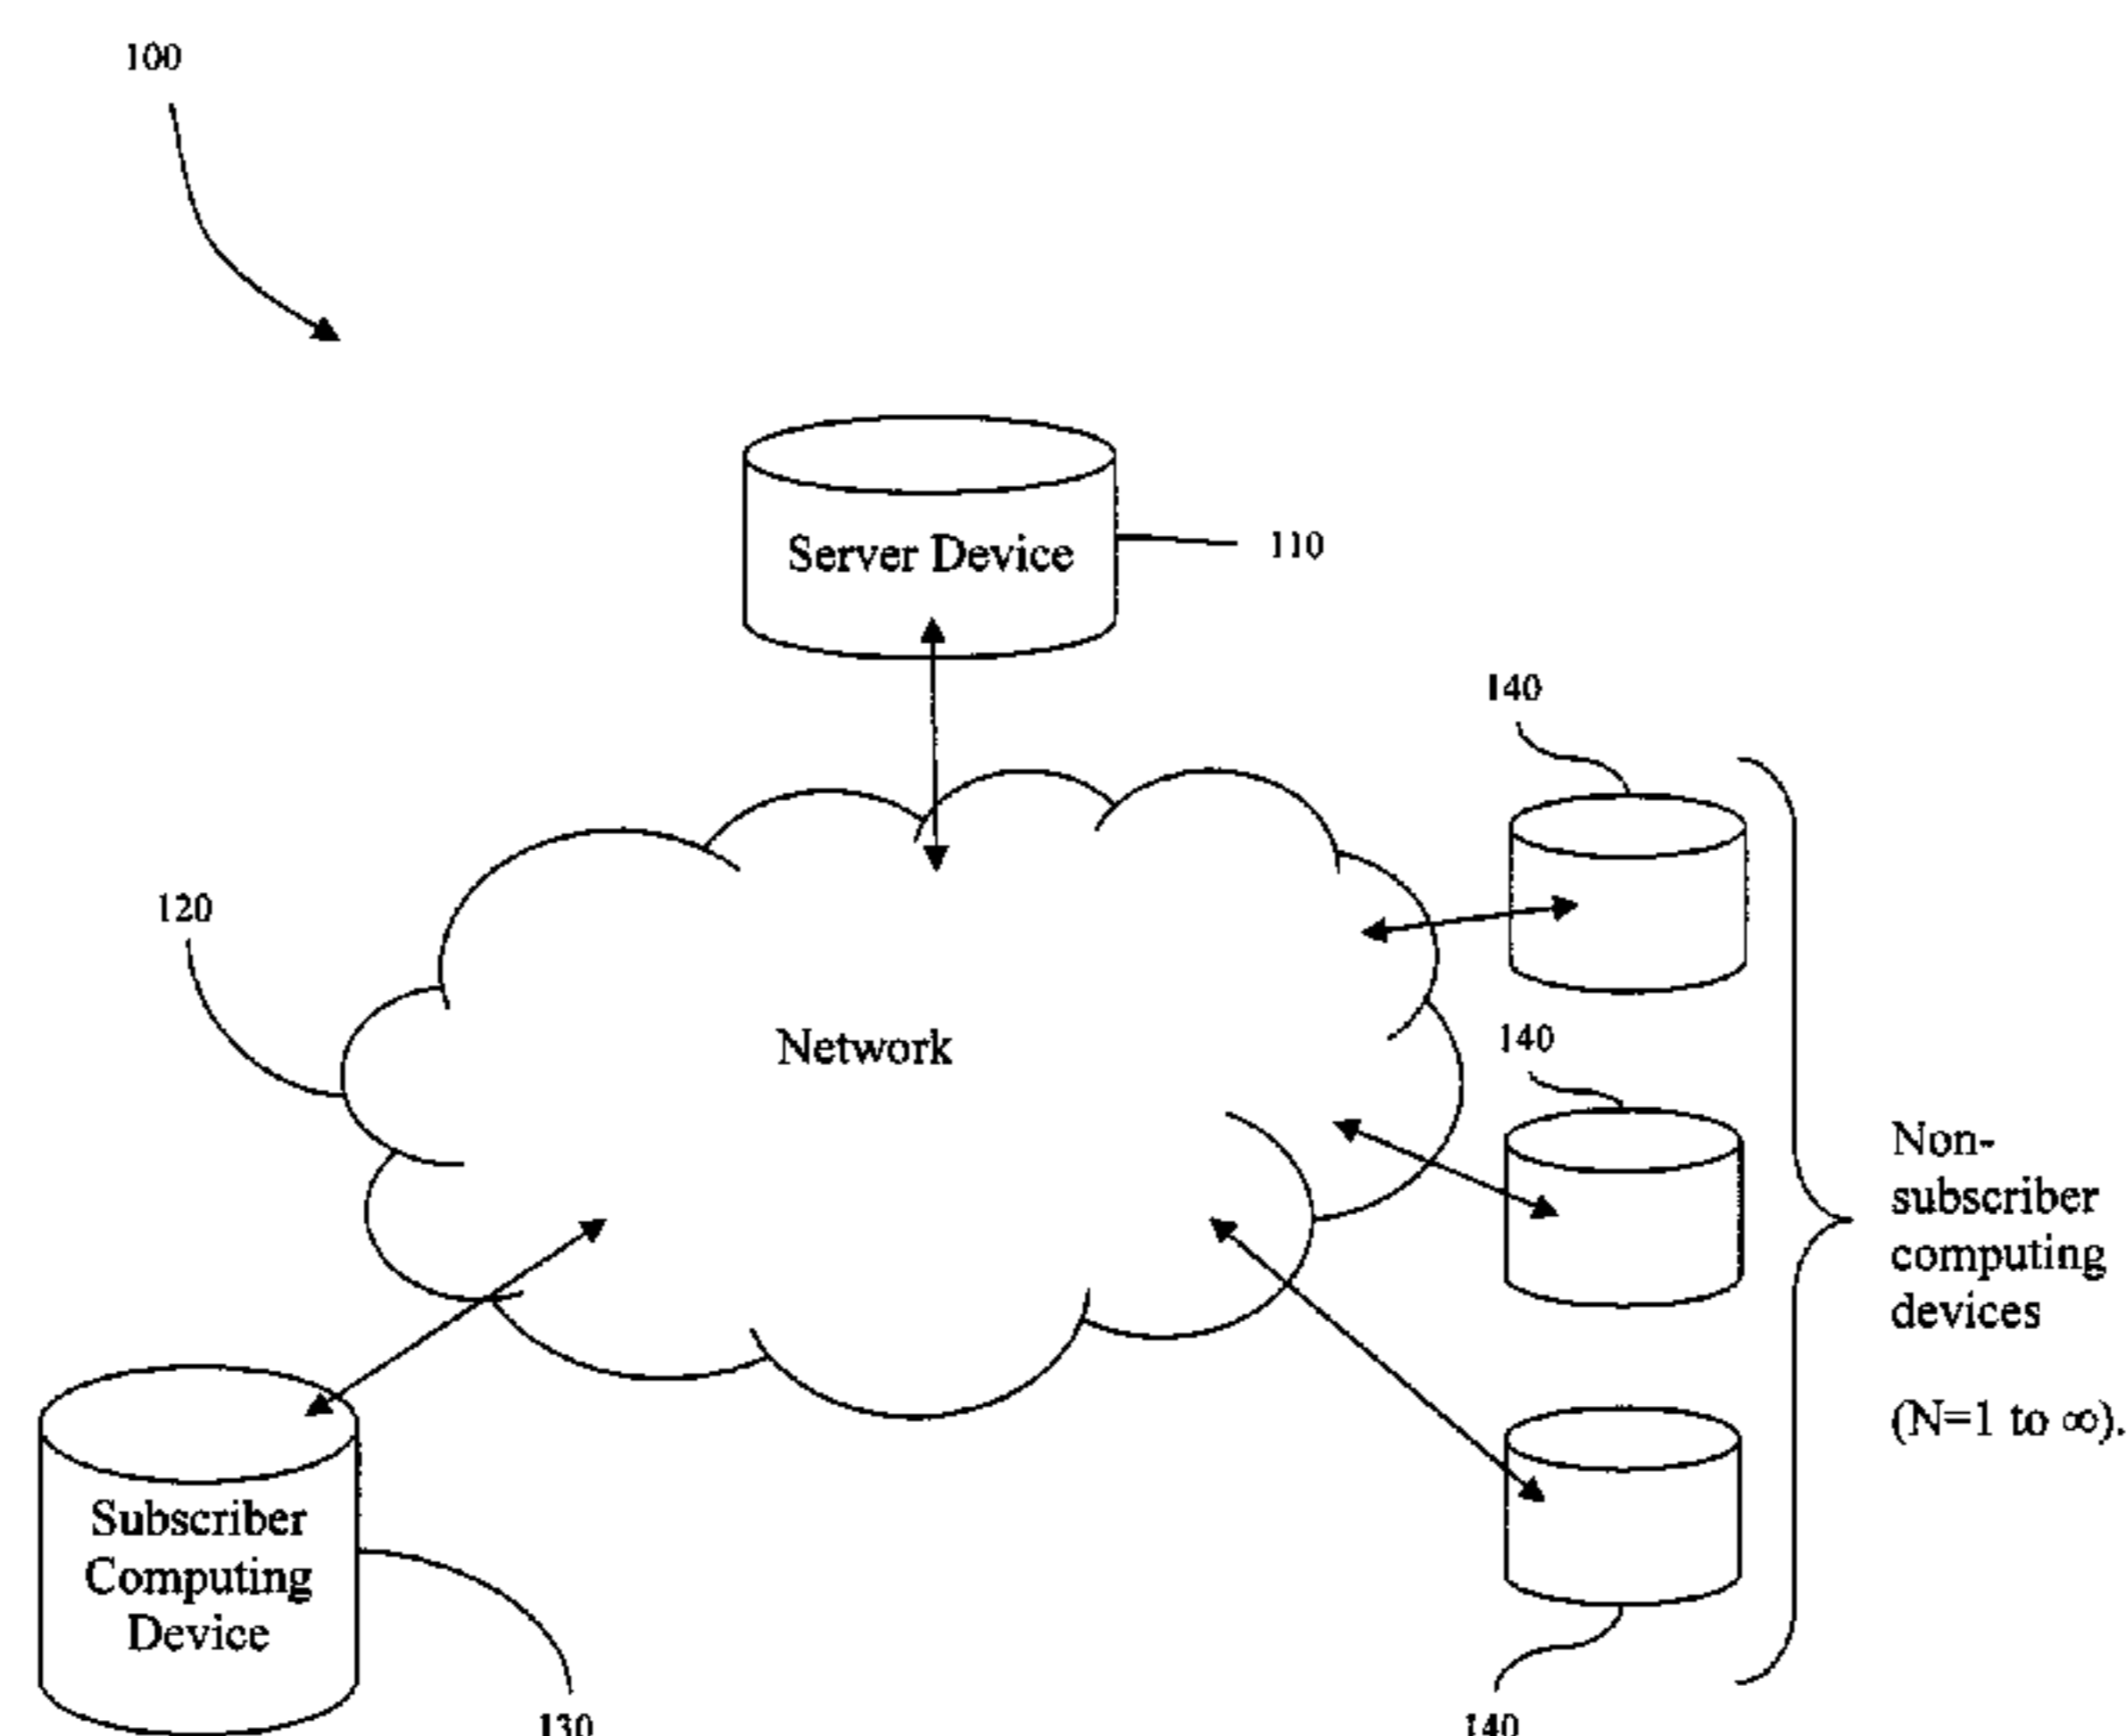 100
Server Device
110
140
120
Network
140
Non-
subscriber
computing
devices
(N=1 to ∞).
Subscriber
Computing
Device
130
140